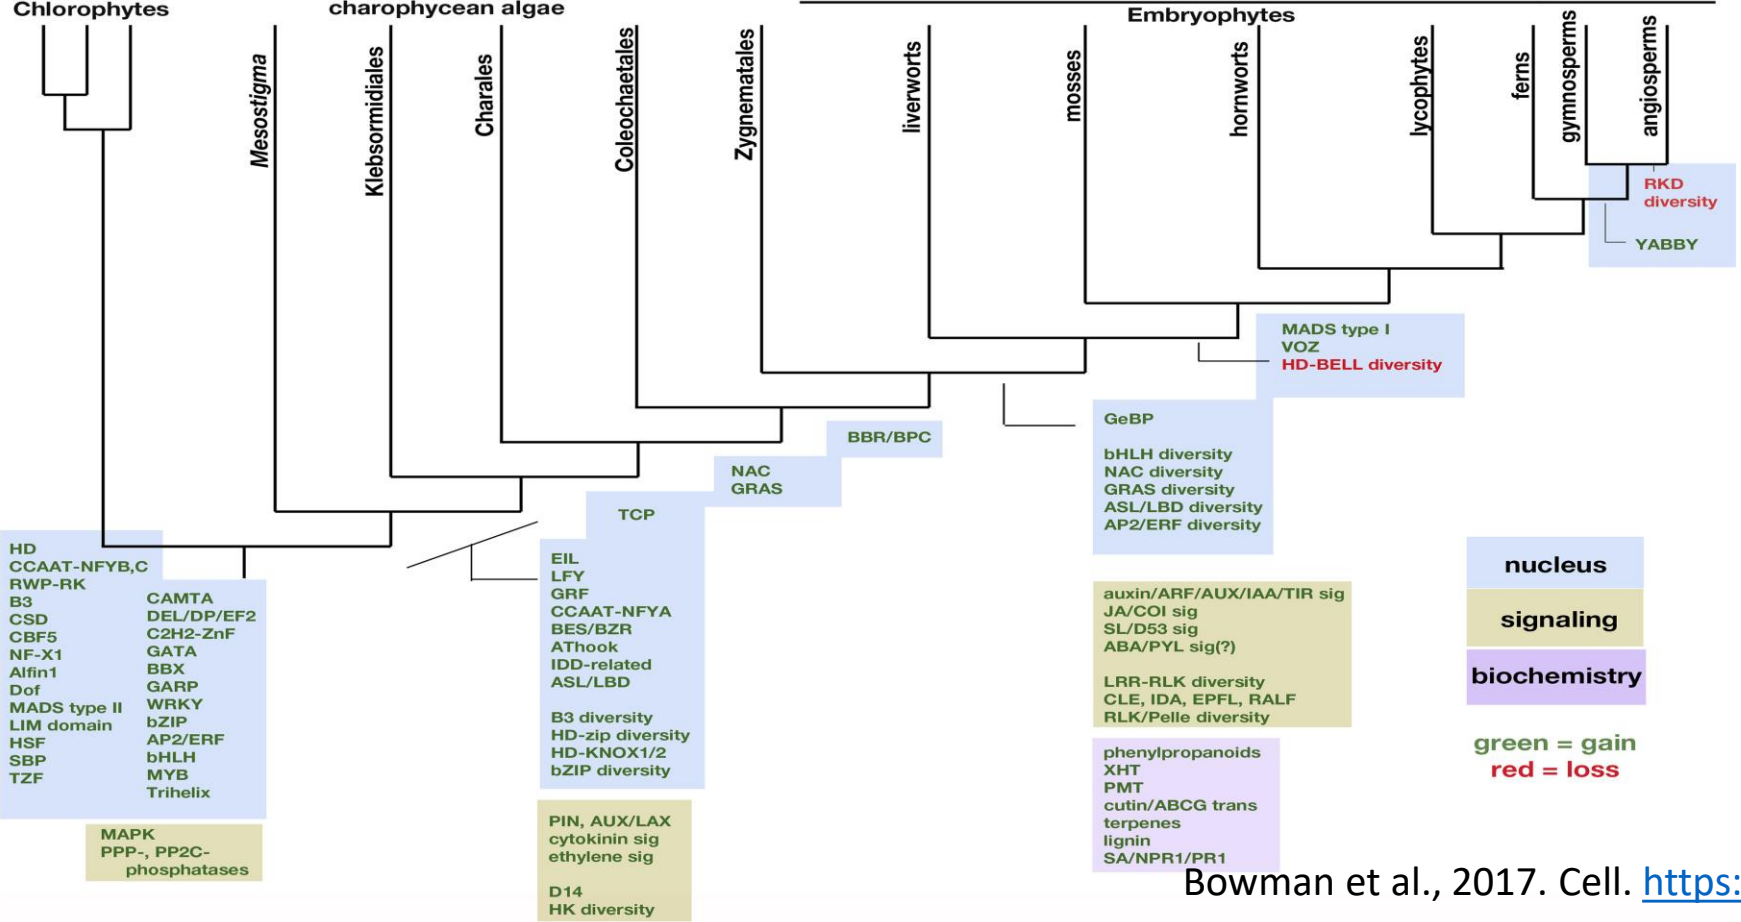 Chlorophytes
charophycean algae
Embryophytes
Mesostigma
Klebsormidiales
Charales
Coleochaetales
Zygnematales
liverworts
mosses
hornworts
lycophytes
ferns
gymnosperms
angiosperms
RKD
diversity
YABBY
MADS type I
VOZ
HD-BELL diversity
GeBP
bHLH diversity
NAC diversity
GRAS diversity
ASL/LBD diversity
AP2/ERF diversity
BBR/BPC
NAC
GRAS
TCP
EIL
LFY
GRF
CCAAT-NFYA
BES/BZR
AThook
IDD-related
ASL/LBD
B3 diversity
HD-zip diversity
HD-KNOX1/2
bZIP diversity
HD
CCAAT-NFYB,C
RWP-RK
B3
CSD
CBF5
NF-X1
Alfin1
Dof
MADS type II
LIM domain
HSF
SBP
TZF
CAMTA
DEL/DP/EF2
C2H2-ZnF
GATA
BBX
GARP
WRKY
bZIP
AP2/ERF
bHLH
MYB
Trihelix
MAPK
PPP-, PP2C-
phosphatases
PIN, AUX/LAX
cytokinin sig
ethylene sig
D14
HK diversity
auxin/ARF/AUX/IAA/TIR sig
JA/COI sig
SL/D53 sig
ABA/PYL sig(?)
LRR-RLK diversity
CLE, IDA, EPFL, RALF
RLK/Pelle diversity
phenylpropanoids
XHT
PMT
cutin/ABCG trans
terpenes
lignin
SA/NPR1/PR1
nucleus
signaling
biochemistry
green = gain
red = loss
Bowman et al., 2017. Cell. https: